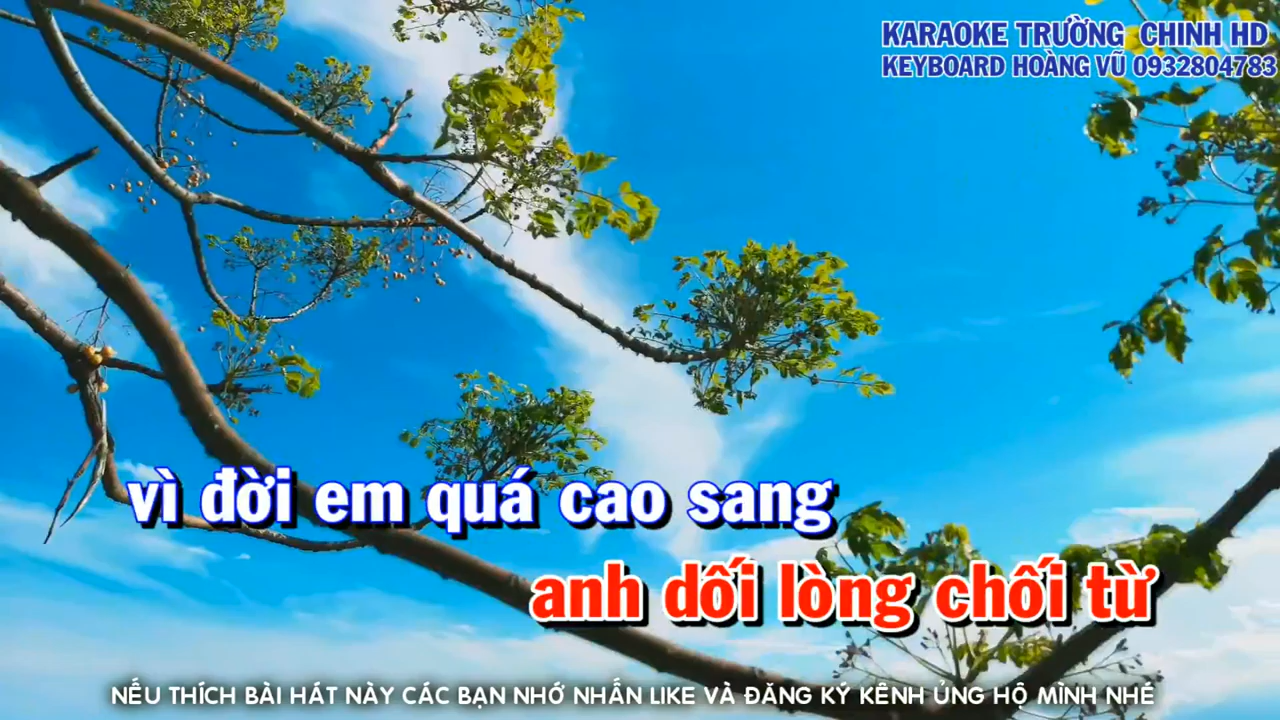 KARAOKE TRƯỜNG CHINH HD
KEYBOARD HOÀNG VŨ 0932804783
vì đời em quá cao sang
anh dối lòng chối từ
NẾU THÍCH BÀI HÁT NÀY CÁC BẠN NHỚ NHẤN LIKE VÀ ĐĂNG KÝ KÊNH ỦNG HỘ MÌNH NHÉ